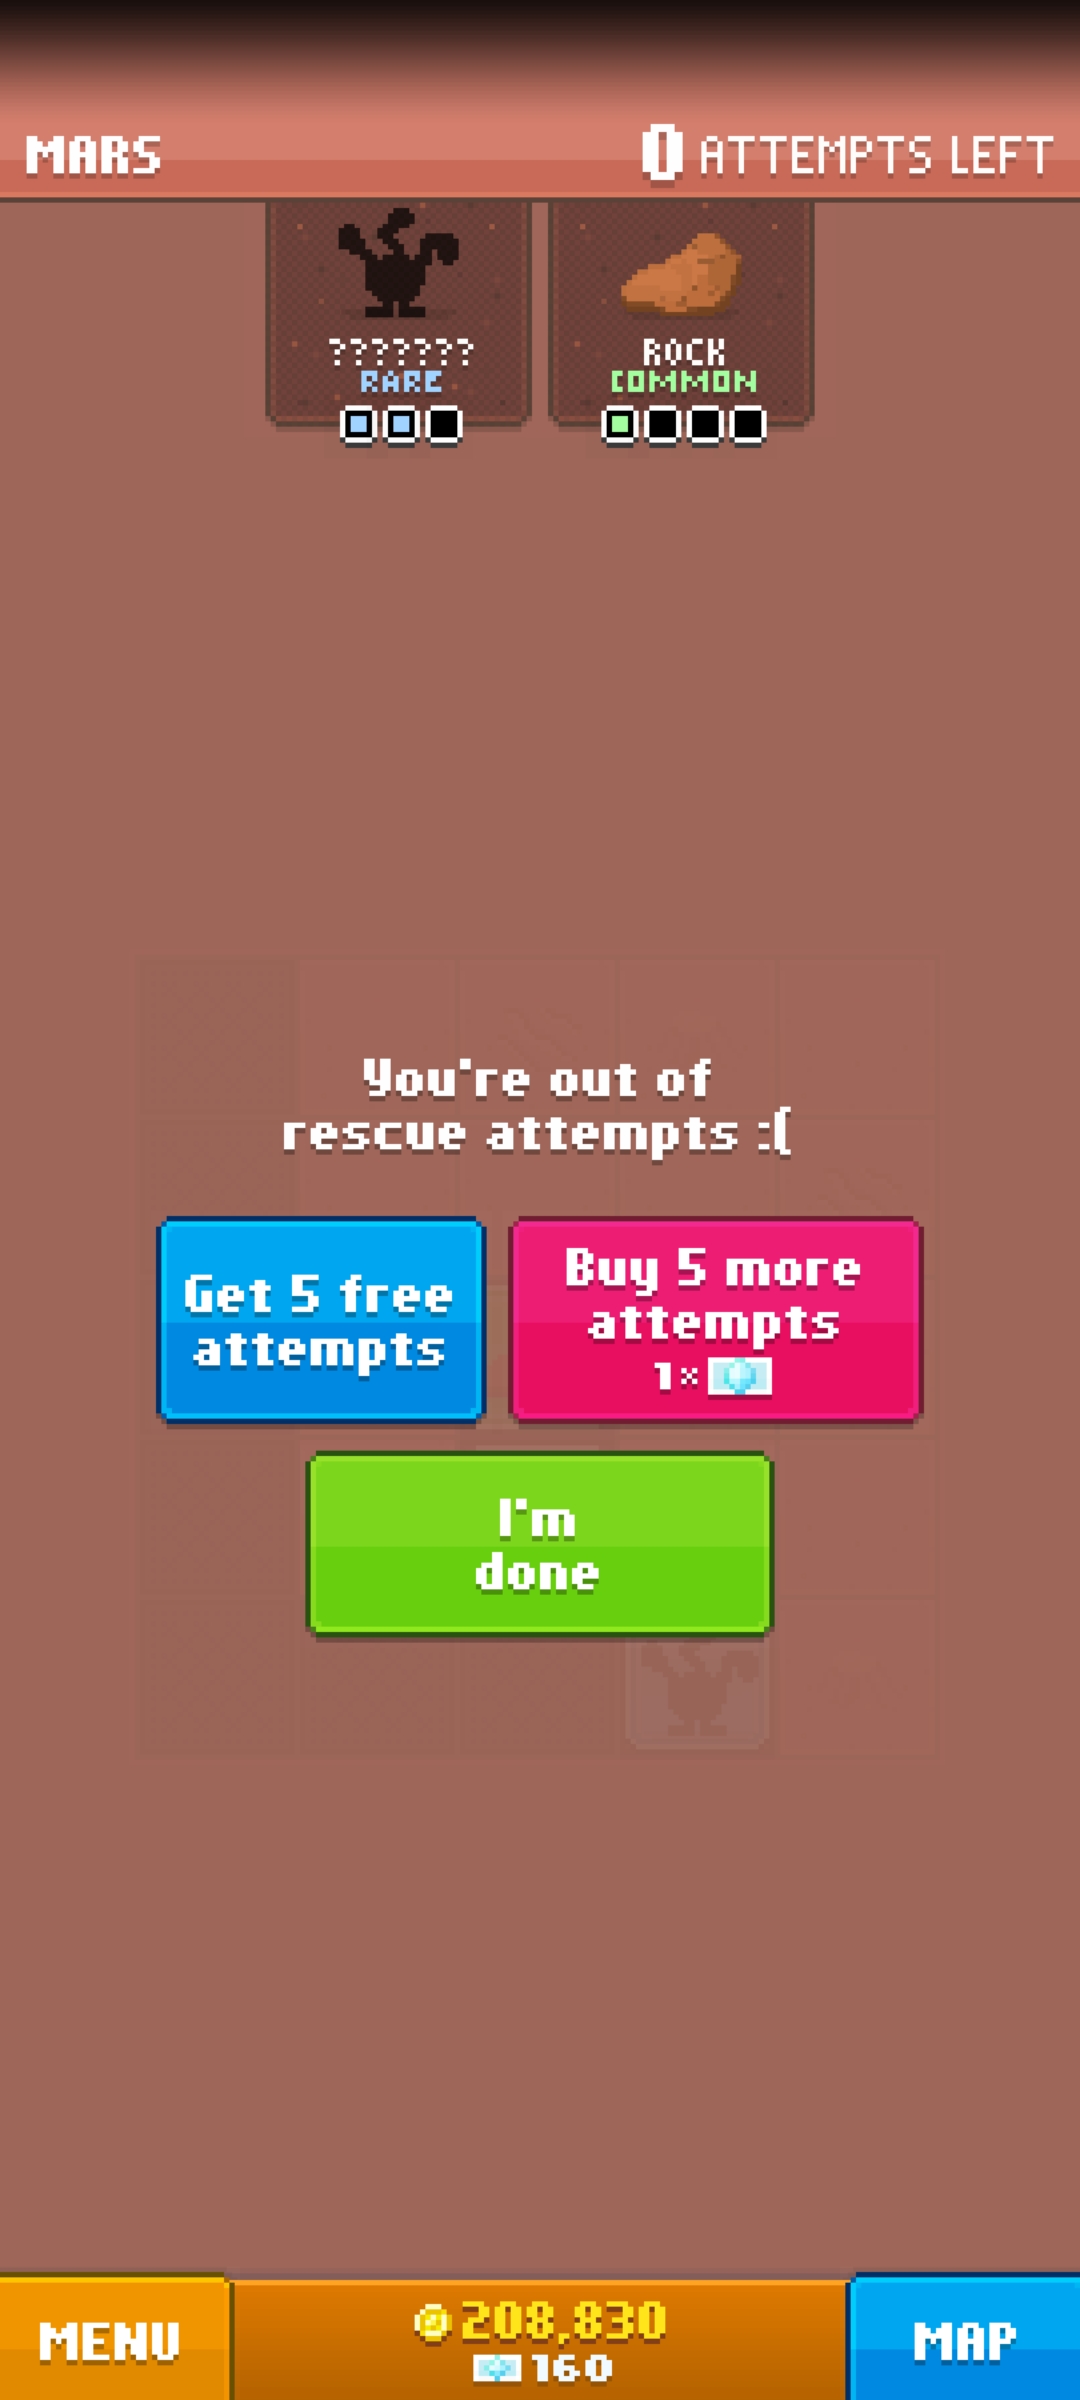 MARS
0 ATTEMPTS LEFT
???????
RARE
ROCK
COMMON
You're out of
rescue attempts :(
Get 5 free
attempts
Buy 5 more
attempts
1×
I'm
done
MENU
208,830
160
MAP